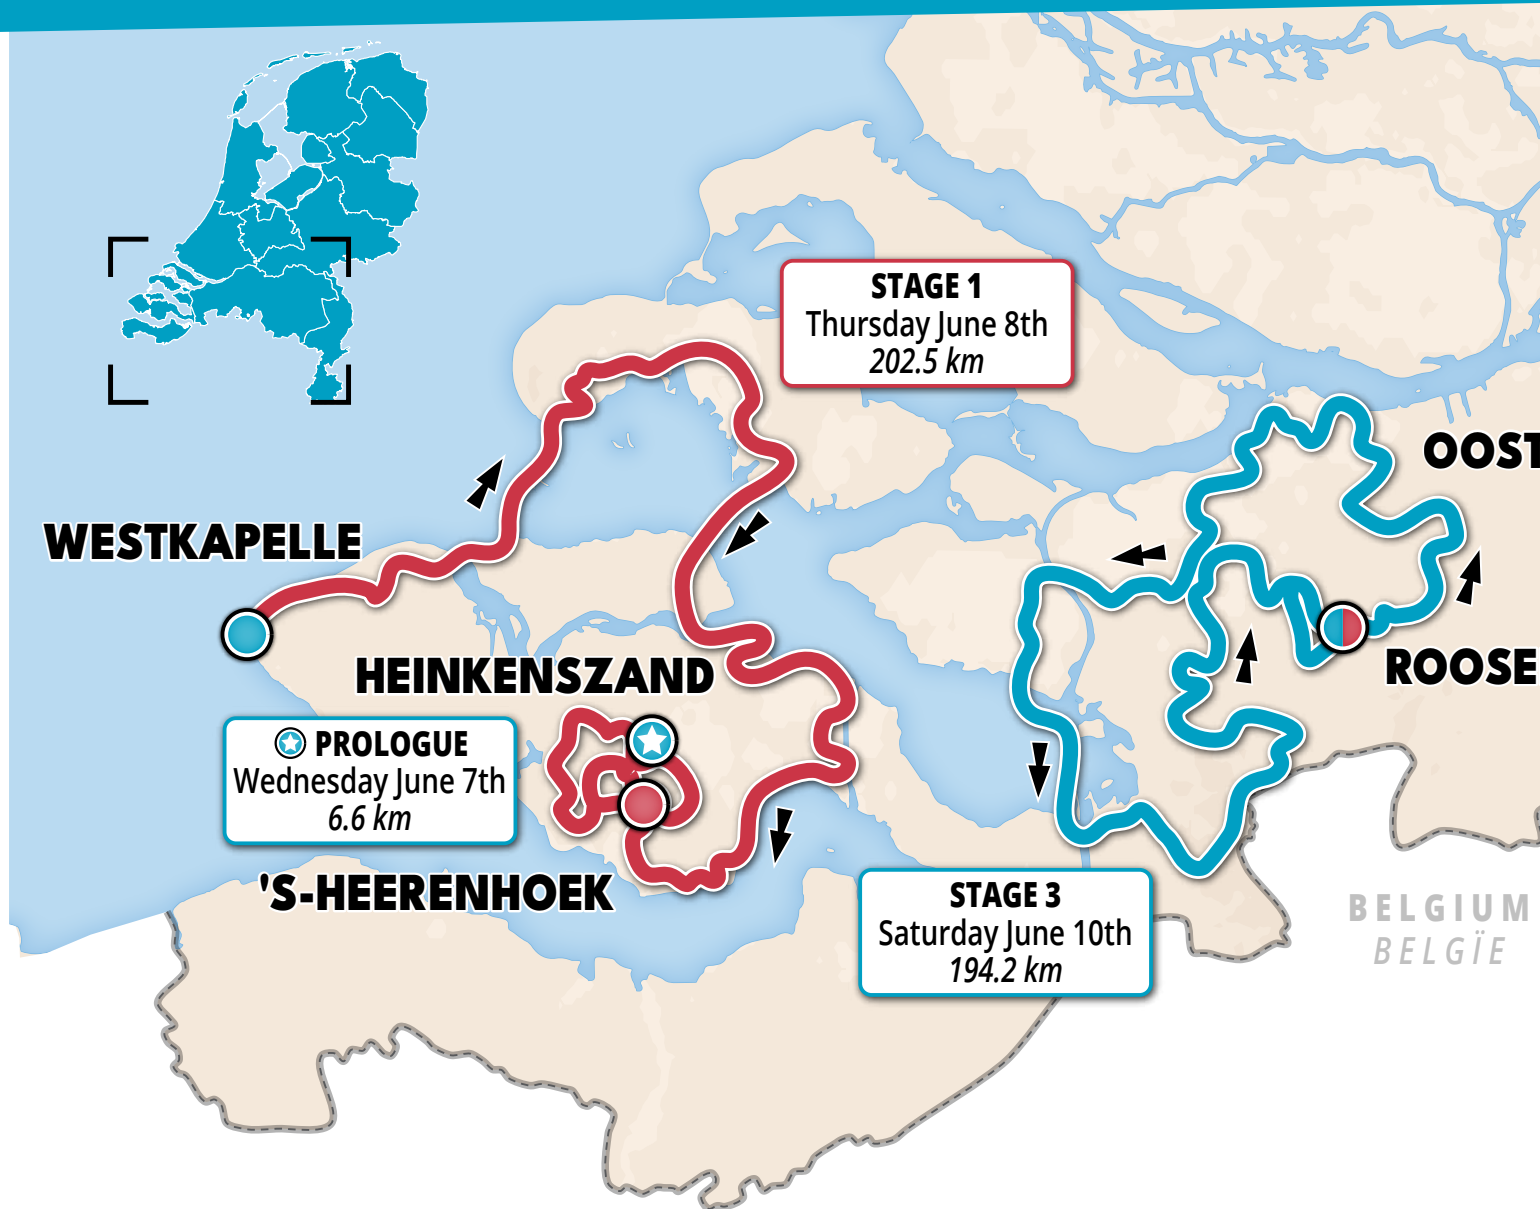 STAGE 1
Thursday June 8th
202.5 km
OOST
WESTKAPELLE
HEINKENSZAND
ROOSE
PROLOGUE
Wednesday June 7th
6.6 km
'S-HEERENHOEK
STAGE 3
Saturday June 10th
194.2 km
BELGIUM
BELGÏE